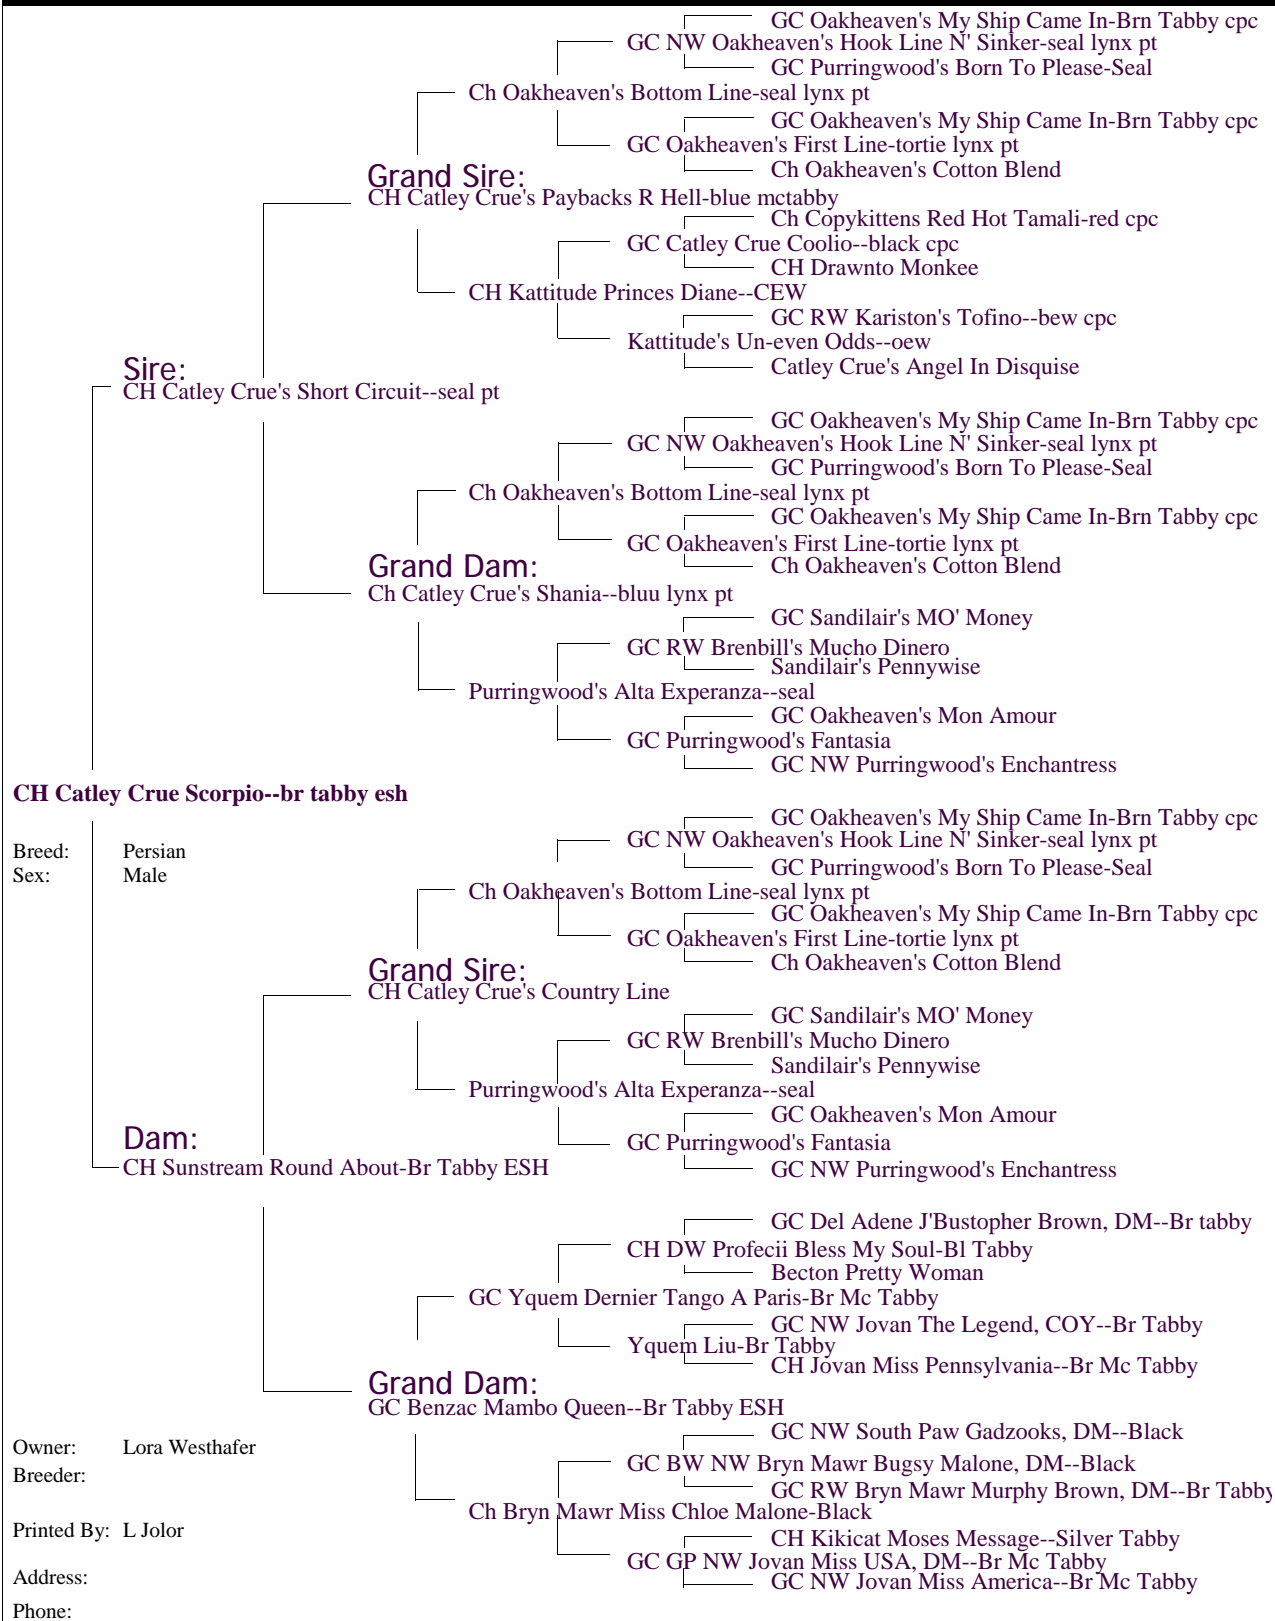 GC Oakheaven's My Ship Came In-Brn Tabby cpc
GC NW Oakheaven's Hook Line N' Sinker-seal lynx pt
GC Purringwood's Born To Please-Seal
Ch Oakheaven's Bottom Line-seal lynx pt
GC Oakheaven's My Ship Came In-Brn Tabby cpc
GC Oakheaven's First Line-tortie lynx pt
Ch Oakheaven's Cotton Blend
Grand Sire:
CH Catley Crue's Paybacks R Hell-blue mctabby
Ch Copykittens Red Hot Tamali-red cpc
GC Catley Crue Coolio--black cpc
CH Drawnto Monkee
CH Kattitude Princes Diane--CEW
GC RW Kariston's Tofino--bew cpc
Kattitude's Un-even Odds--oew
Catley Crue's Angel In Disquise
Sire:
CH Catley Crue's Short Circuit--seal pt
GC Oakheaven's My Ship Came In-Brn Tabby cpc
GC NW Oakheaven's Hook Line N' Sinker-seal lynx pt
GC Purringwood's Born To Please-Seal
Ch Oakheaven's Bottom Line-seal lynx pt
GC Oakheaven's My Ship Came In-Brn Tabby cpc
GC Oakheaven's First Line-tortie lynx pt
Ch Oakheaven's Cotton Blend
Grand Dam:
Ch Catley Crue's Shania--bluu lynx pt
GC Sandilair's MO' Money
GC RW Brenbill's Mucho Dinero
Sandilair's Pennywise
Purringwood's Alta Experanza--seal
GC Oakheaven's Mon Amour
GC Purringwood's Fantasia
GC NW Purringwood's Enchantress
CH Catley Crue Scorpio--br tabby esh
GC Oakheaven's My Ship Came In-Brn Tabby cpc
GC NW Oakheaven's Hook Line N' Sinker-seal lynx pt
Breed: Persian
GC Purringwood's Born To Please-Seal
Sex: Male
Ch Oakheaven's Bottom Line-seal lynx pt
GC Oakheaven's My Ship Came In-Brn Tabby cpc
GC Oakheaven's First Line-tortie lynx pt
Ch Oakheaven's Cotton Blend
Grand Sire:
CH Catley Crue's Country Line
GC Sandilair's MO' Money
GC RW Brenbill's Mucho Dinero
Sandilair's Pennywise
Purringwood's Alta Experanza--seal
GC Oakheaven's Mon Amour
GC Purringwood's Fantasia
GC NW Purringwood's Enchantress
Dam:
CH Sunstream Round About-Br Tabby ESH
GC Del Adene J'Bustopher Brown, DM--Br tabby
CH DW Profecii Bless My Soul-Bl Tabby
Becton Pretty Woman
GC Yquem Dernier Tango A Paris-Br Mc Tabby
GC NW Jovan The Legend, COY--Br Tabby
Yquem Liu-Br Tabby
CH Jovan Miss Pennsylvania--Br Mc Tabby
Grand Dam:
GC Benzac Mambo Queen--Br Tabby ESH
GC NW South Paw Gadzooks, DM--Black
Owner: Lora Westhafer
GC BW NW Bryn Mawr Bugsy Malone, DM--Black
Breeder:
GC RW Bryn Mawr Murphy Brown, DM--Br Tabby
Ch Bryn Mawr Miss Chloe Malone-Black
Printed By: L Jolor
CH Kikicat Moses Message--Silver Tabby
GC GP NW Jovan Miss USA, DM--Br Mc Tabby
Address:
GC NW Jovan Miss America--Br Mc Tabby
Phone: